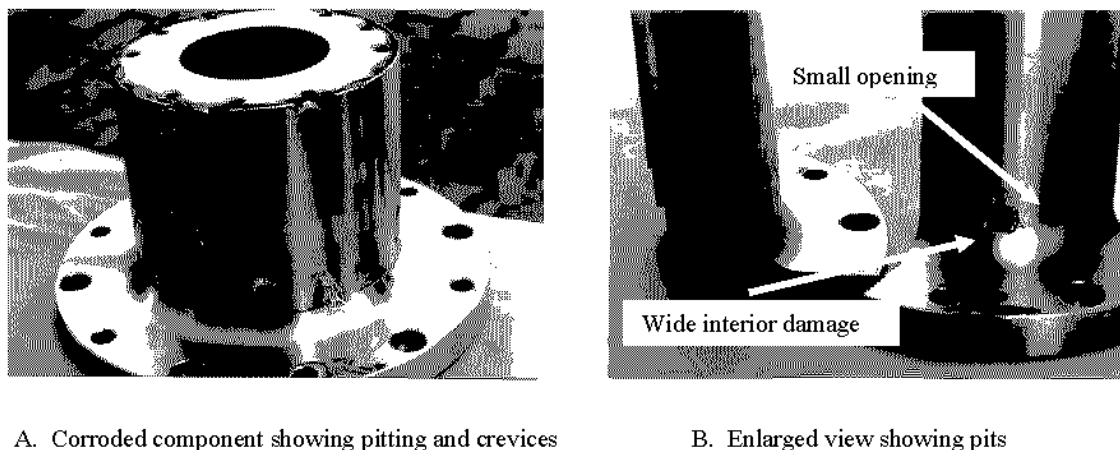 Small opening
Wide interior damage
A. Corroded component showing pitting and crevices
B. Enlarged view showing pits